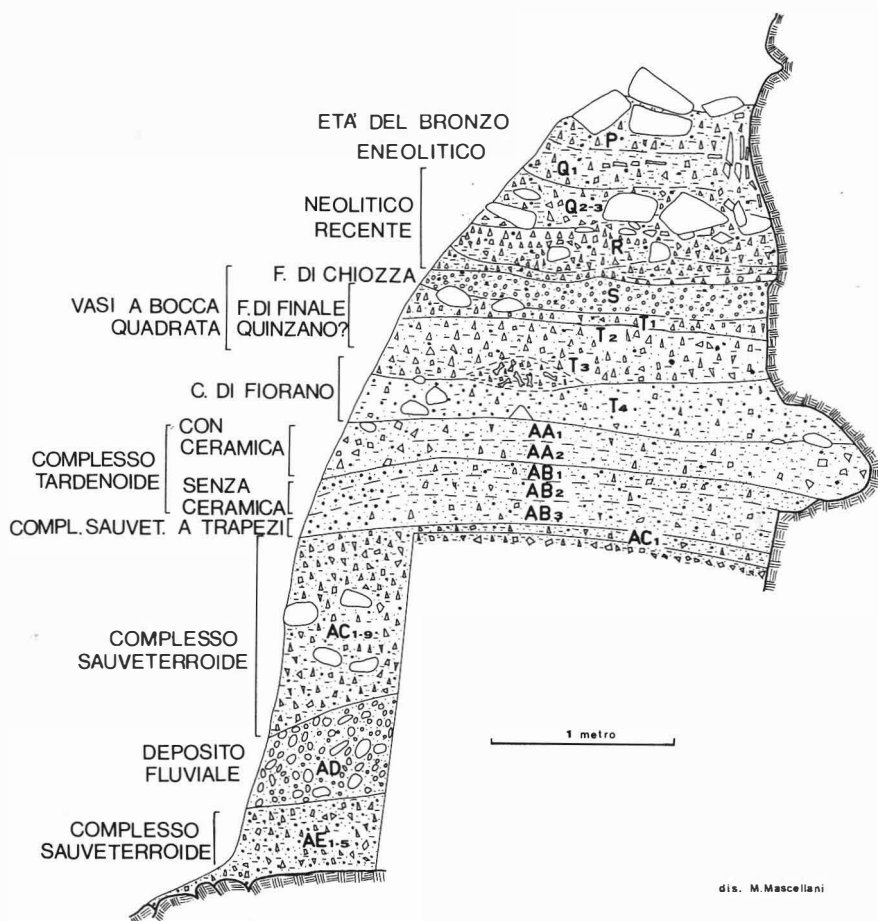 ETÀ DEL BRONZO
ENEOLITICO
NEOLITICO
RECENTE
F. DI CHIOZZA
VASI A BOCCA
QUADRATA
F. DI FINALE
QUINZANO?
C. DI FIORANO
COMPLESSO
TARDENOIDE
CON
CERAMICA
SENZA
CERAMICA
COMPL. SAUVET. A TRAPEZI
COMPLESSO
SAUVETERROIDE
DEPOSITO
FLUVIALE
COMPLESSO
SAUVETERROIDE
P
Q1
Q2-3
R
S
T1
T2
T3
T4
AA1
AA2
AB1
AB2
AB3
AC1
AC1-9
AD
AE1-5
1 metro
dis. M. Mascellani